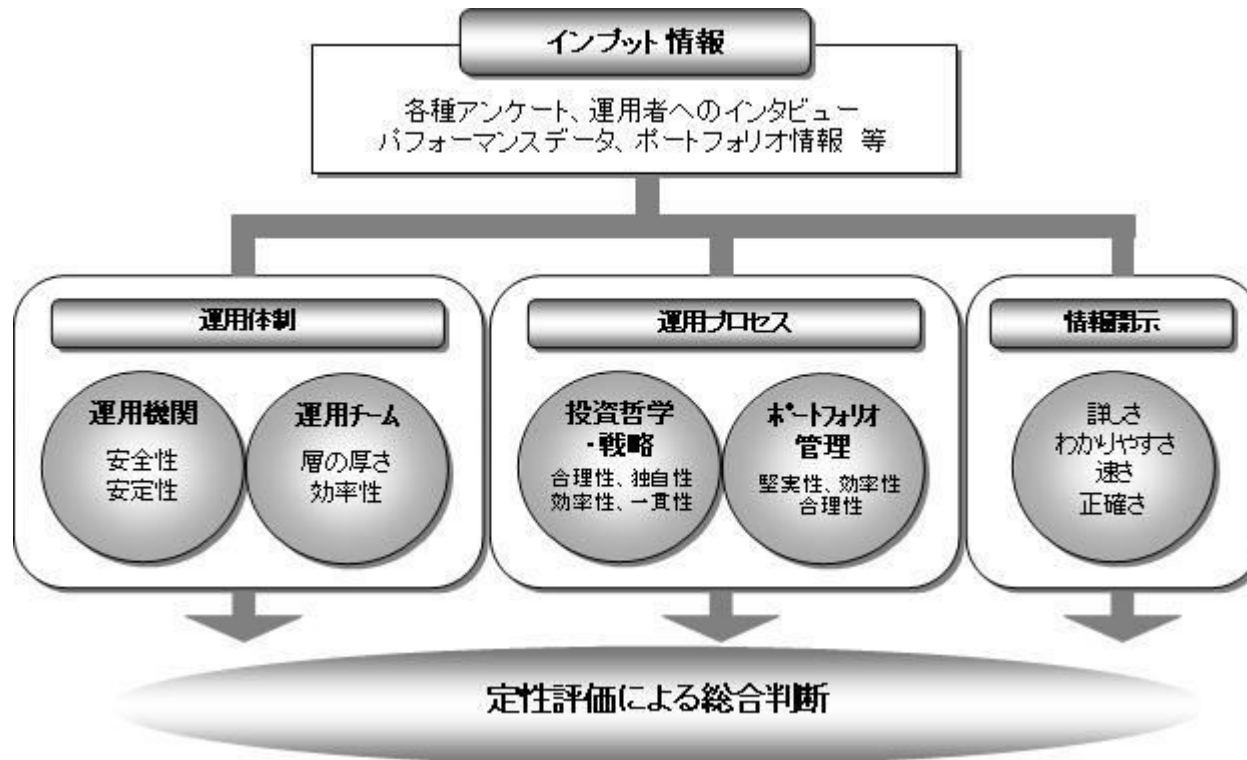 インプット情報
各種アンケート、運用者へのインタビュー
パフォーマンスデータ、ポートフォリオ情報 等
運用体制
運用機関
安全性
安定性
運用チーム
層の厚さ
効率性
運用プロセス
投資哲学
・戦略
合理性、独自性
効率性、一貫性
ポートフォリオ
管理
堅実性、効率性
合理性
情報開示
詳しさ
わかりやすさ
速さ
正確さ
定性評価による総合判断